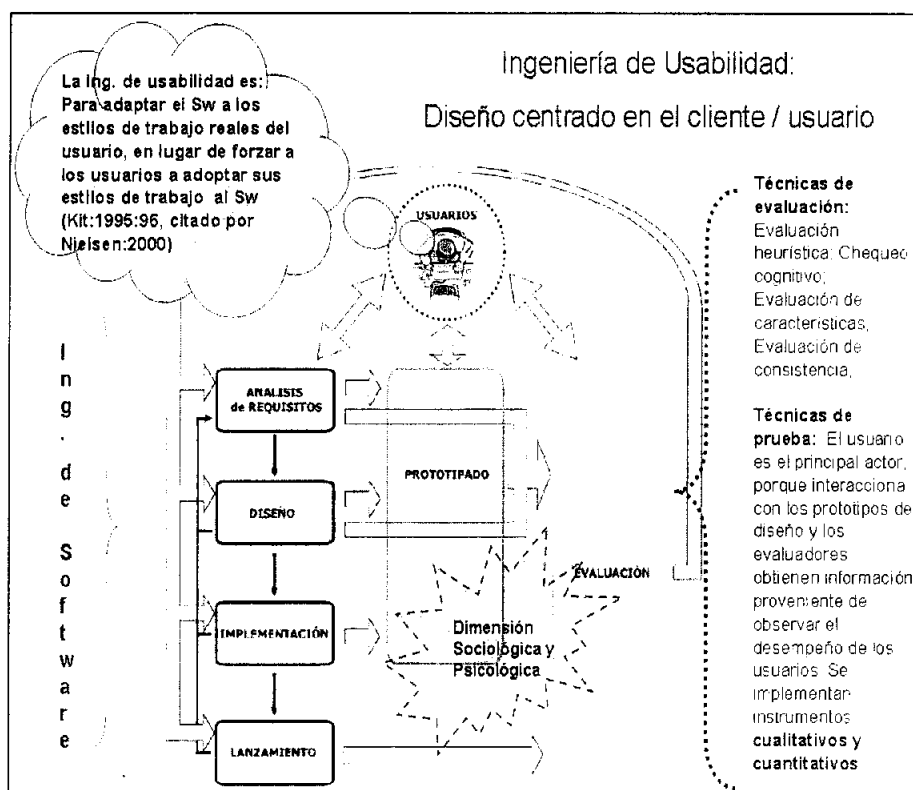 La Ing. de usabilidad es:
Para adaptar el Sw a los
estilos de trabajo reales del
usuario, en lugar de forzar a
los usuarios a adoptar sus
estilos de trabajo al Sw
(Kit:1995:96, citado por
Nielsen:2000)
Ingeniería de Usabilidad:
Diseño centrado en el cliente / usuario
USUARIOS
Ing. de Software
ANALISIS
de REQUISITOS
DISEÑO
IMPLEMENTACIÓN
LANZAMIENTO
PROTOTIPADO
EVALUACIÓN
Dimensión
Sociológica y
Psicológica
Técnicas de
evaluación:
Evaluación
heurística; Chequeo
cognitivo;
Evaluación de
características,
Evaluación de
consistencia,
Técnicas de
prueba: El usuario
es el principal actor,
porque interacciona
con los prototipos de
diseño y los
evaluadores
obtienen información
proveniente de
observar el
desempeño de los
usuarios. Se
implementan
instrumentos
cualitativos y
cuantitativos